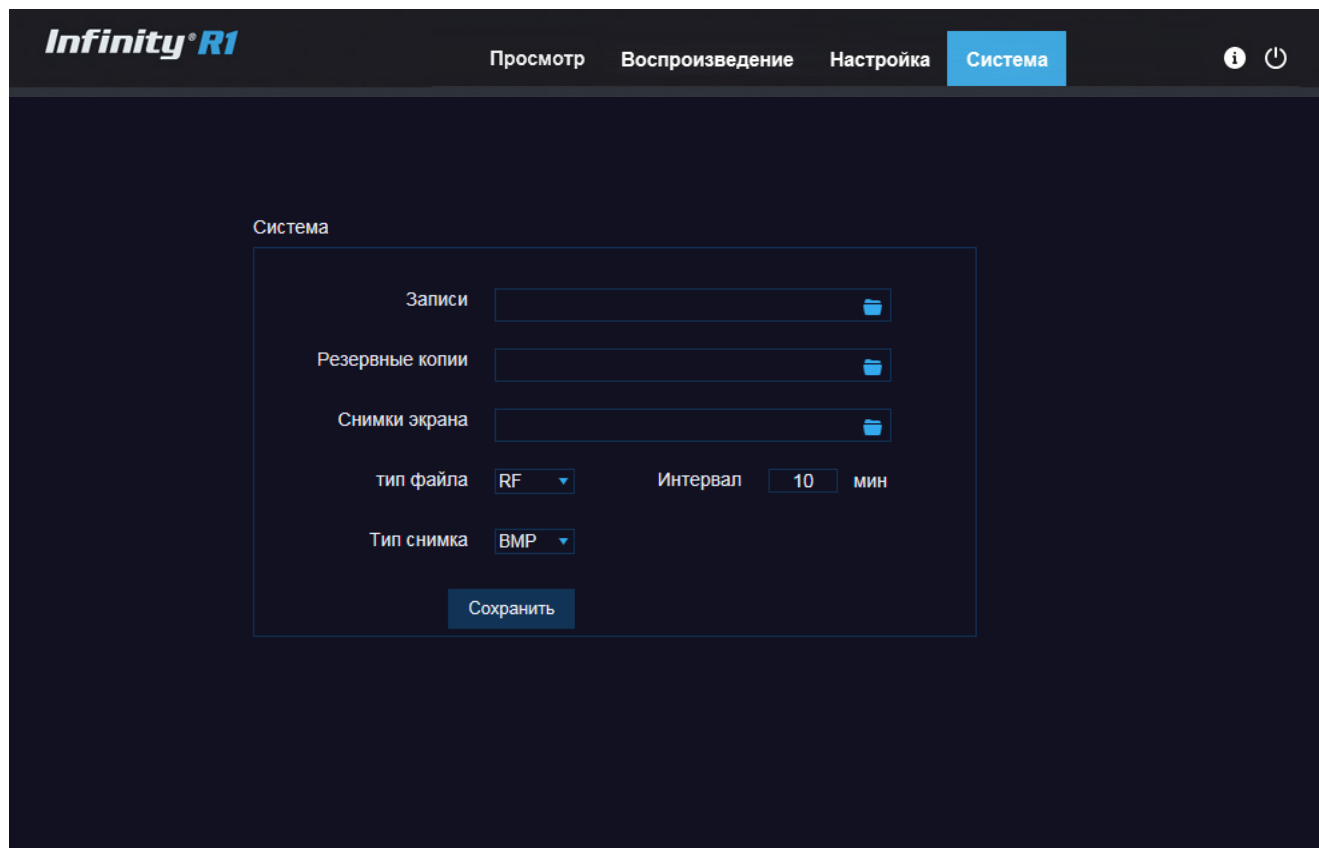 Infinity® R1
Просмотр Воспроизведение Настройка Система
Система
Записи
Резервные копии
Снимки экрана
тип файла RF Интервал 10 мин
Тип снимка BMP
Сохранить